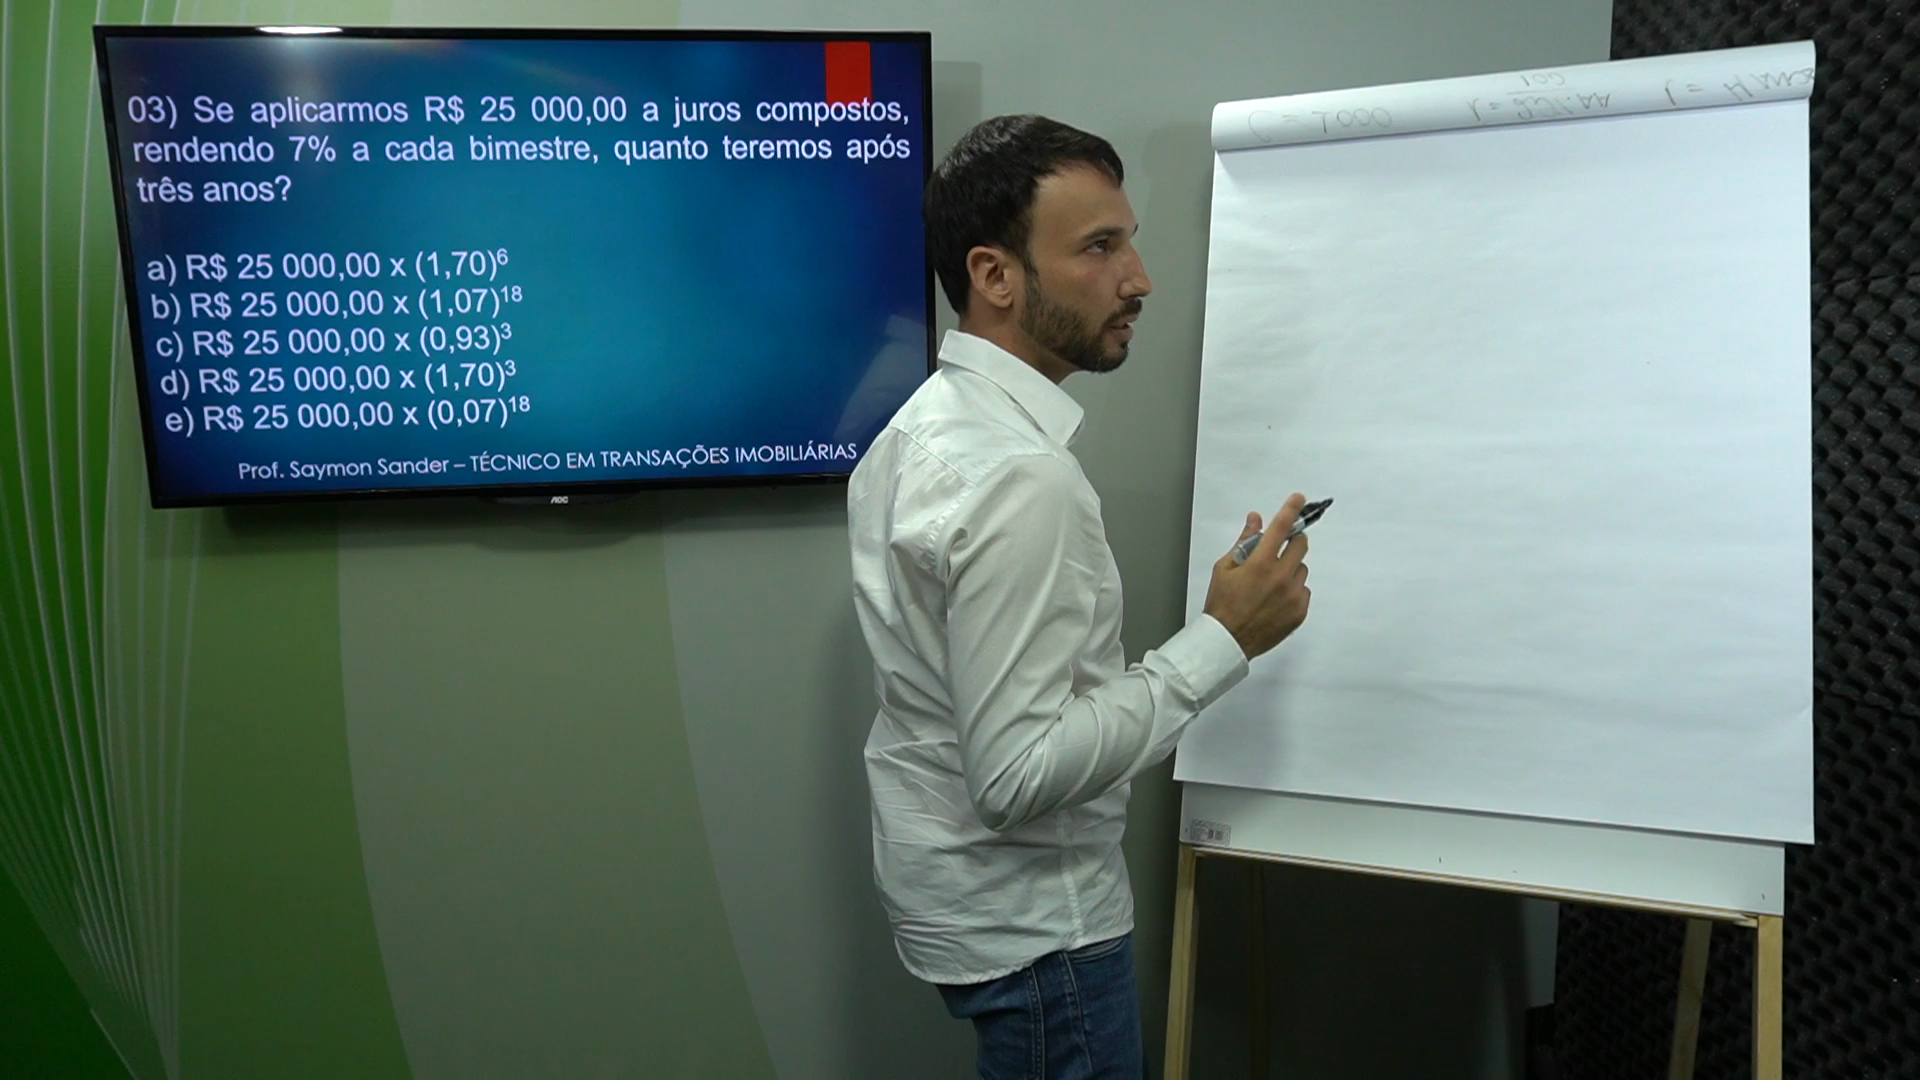 03) Se aplicarmos R$ 25 000,00 a juros compostos,
rendendo 7% a cada bimestre, quanto teremos após
três anos?
a) R$ 25 000,00 x (1,70)⁶
b) R$ 25 000,00 x (1,07)¹⁸
c) R$ 25 000,00 x (0,93)³
d) R$ 25 000,00 x (1,70)³
e) R$ 25 000,00 x (0,07)¹⁸
Prof. Saymon Sander – TÉCNICO EM TRANSAÇÕES IMOBILIÁRIAS
AOC